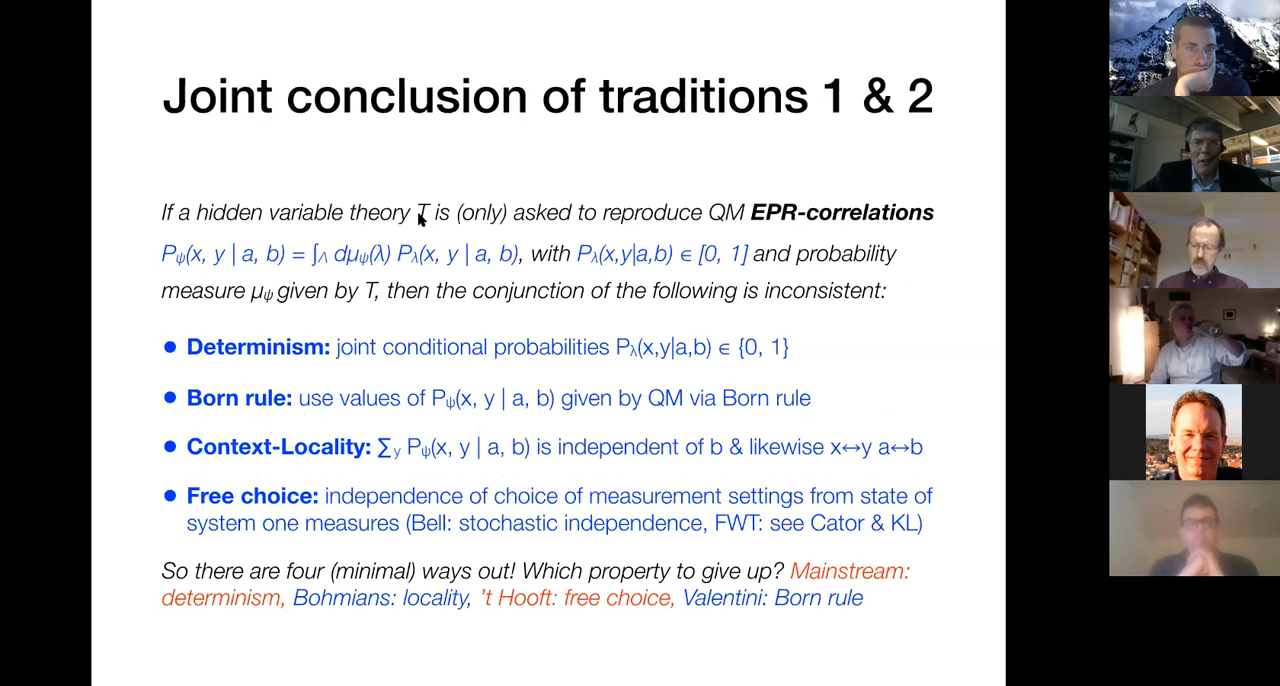 Joint conclusion of traditions 1 & 2
If a hidden variable theory T is (only) asked to reproduce QM EPR-correlations
Pψ(x, y | a, b) = ∫Λ dμψ(λ) Pλ(x, y | a, b), with Pλ(x,y|a,b) ∈ [0, 1] and probability
measure μψ given by T, then the conjunction of the following is inconsistent:
● Determinism: joint conditional probabilities Pλ(x,y|a,b) ∈ {0, 1}
● Born rule: use values of Pψ(x, y | a, b) given by QM via Born rule
● Context-Locality: ∑y Pψ(x, y | a, b) is independent of b & likewise x↔y a↔b
● Free choice: independence of choice of measurement settings from state of
system one measures (Bell: stochastic independence, FWT: see Cator & KL)
So there are four (minimal) ways out! Which property to give up? Mainstream:
determinism, Bohmians: locality, 't Hooft: free choice, Valentini: Born rule